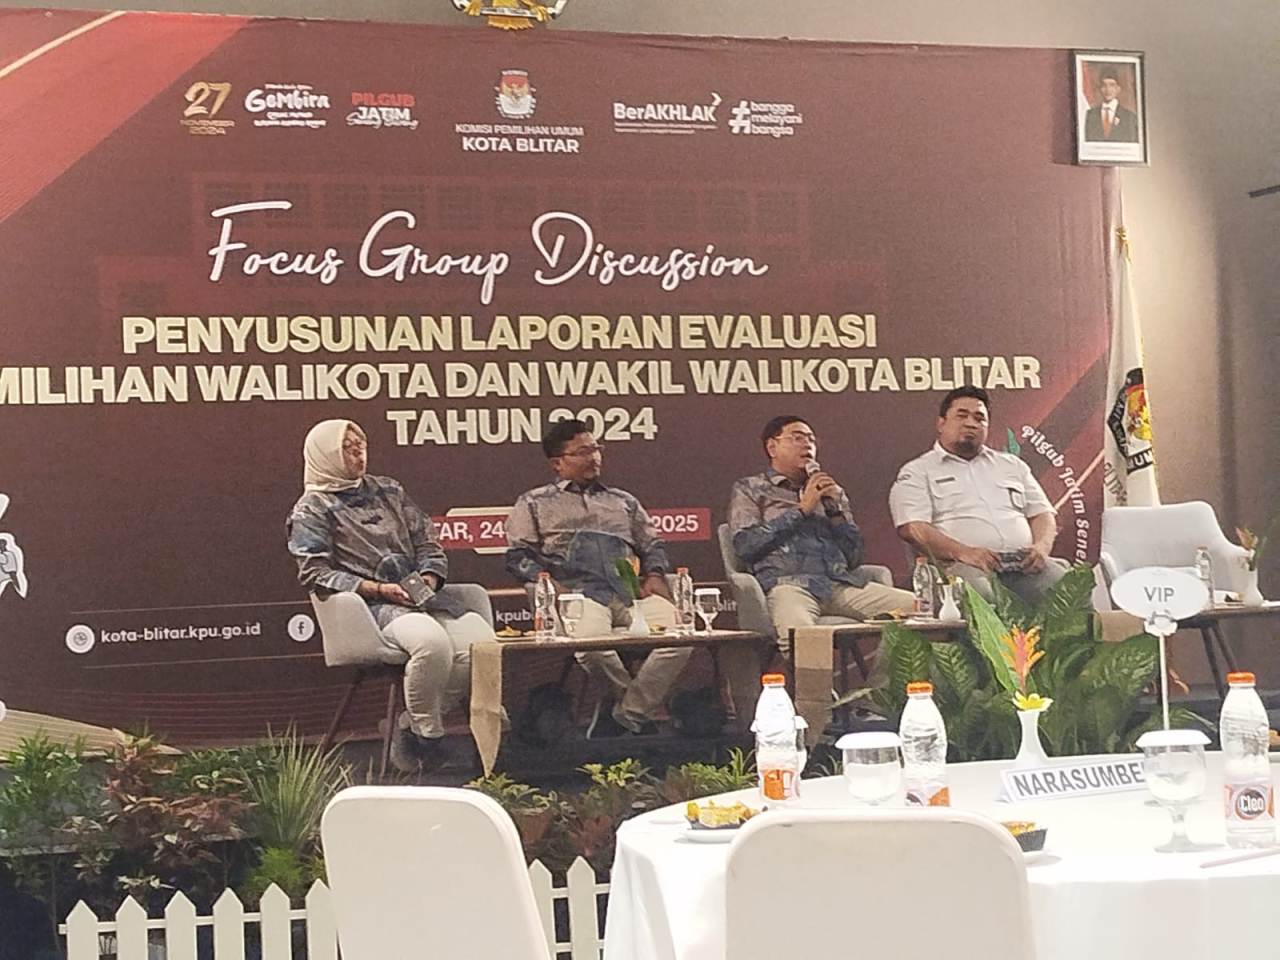 27
NOVEMBER
2024
Gembira
PILGUB
JATIM
KOMISI PEMILIHAN UMUM
KOTA BLITAR
BerAKHLAK
#bangga
melayani
bangsa
Focus Group Discussion
PENYUSUNAN LAPORAN EVALUASI
MILIHAN WALIKOTA DAN WAKIL WALIKOTA BLITAR
TAHUN 2024
TAR, 24
2025
kota-blitar.kpu.go.id
kpub
Pilgub Jatim Sene
VIP
NARASUMBE
Cleo